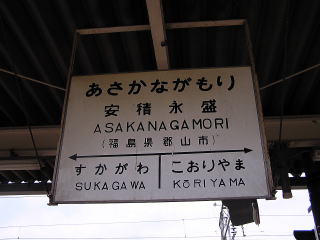 あさかながもり
安積永盛
ASAKANAGAMORI
(福島県郡山市)
すかがわ こおりやま
SUKAGAWA KŌRIYAMA